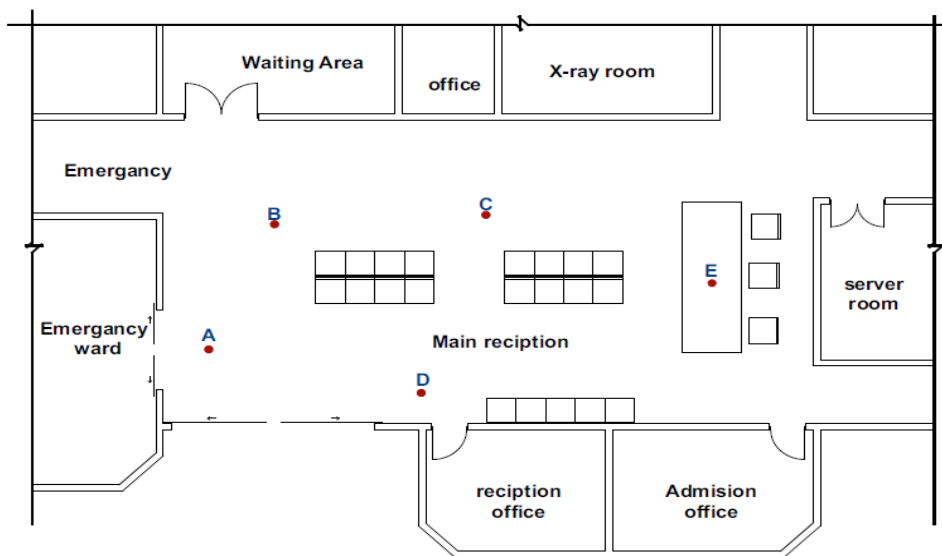 Waiting Area
office
X-ray room
Emergancy
B
C
E
server
room
Emergancy
ward
A
Main reciption
D
reciption
office
Admision
office